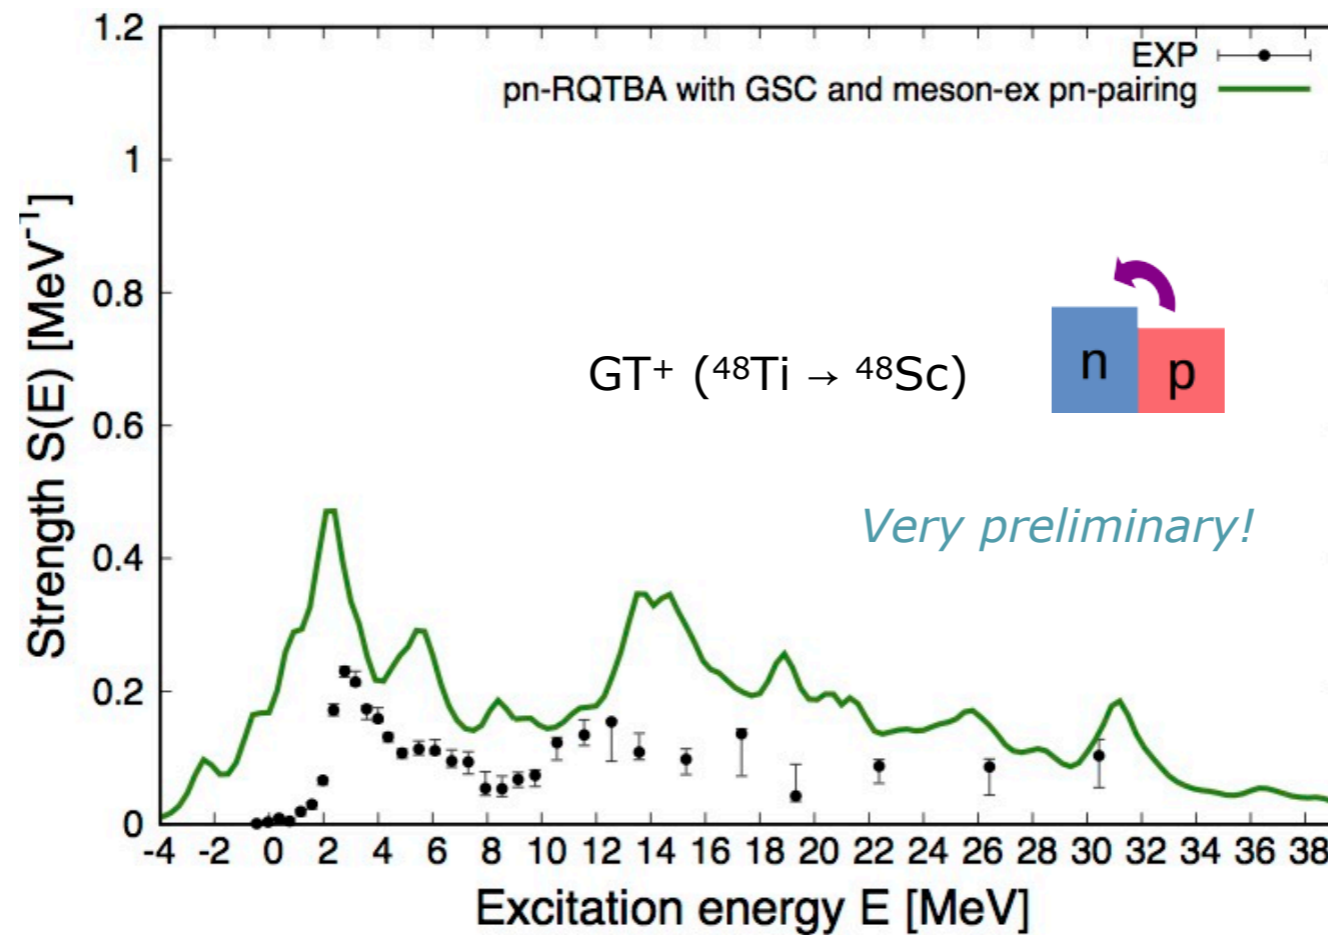 EXP
pn-RQTBA with GSC and meson-ex pn-pairing
1.2
1
0.8
0.6
0.4
0.2
0
Strength S(E) [MeV⁻¹]
GT⁺ (⁴⁸Ti → ⁴⁸Sc)
n p
Very preliminary!
-4 -2 0 2 4 6 8 10 12 14 16 18 20 22 24 26 28 30 32 34 36 38
Excitation energy E [MeV]